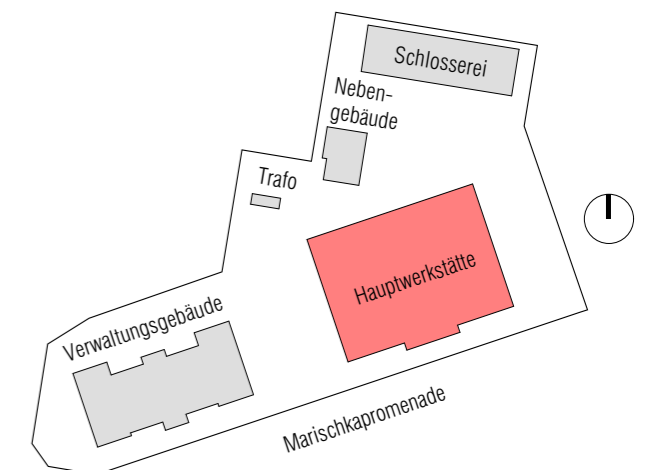 Schlosserei
Neben-
gebäude
Trafo
Hauptwerkstätte
Verwaltungsgebäude
Marischkapromenade